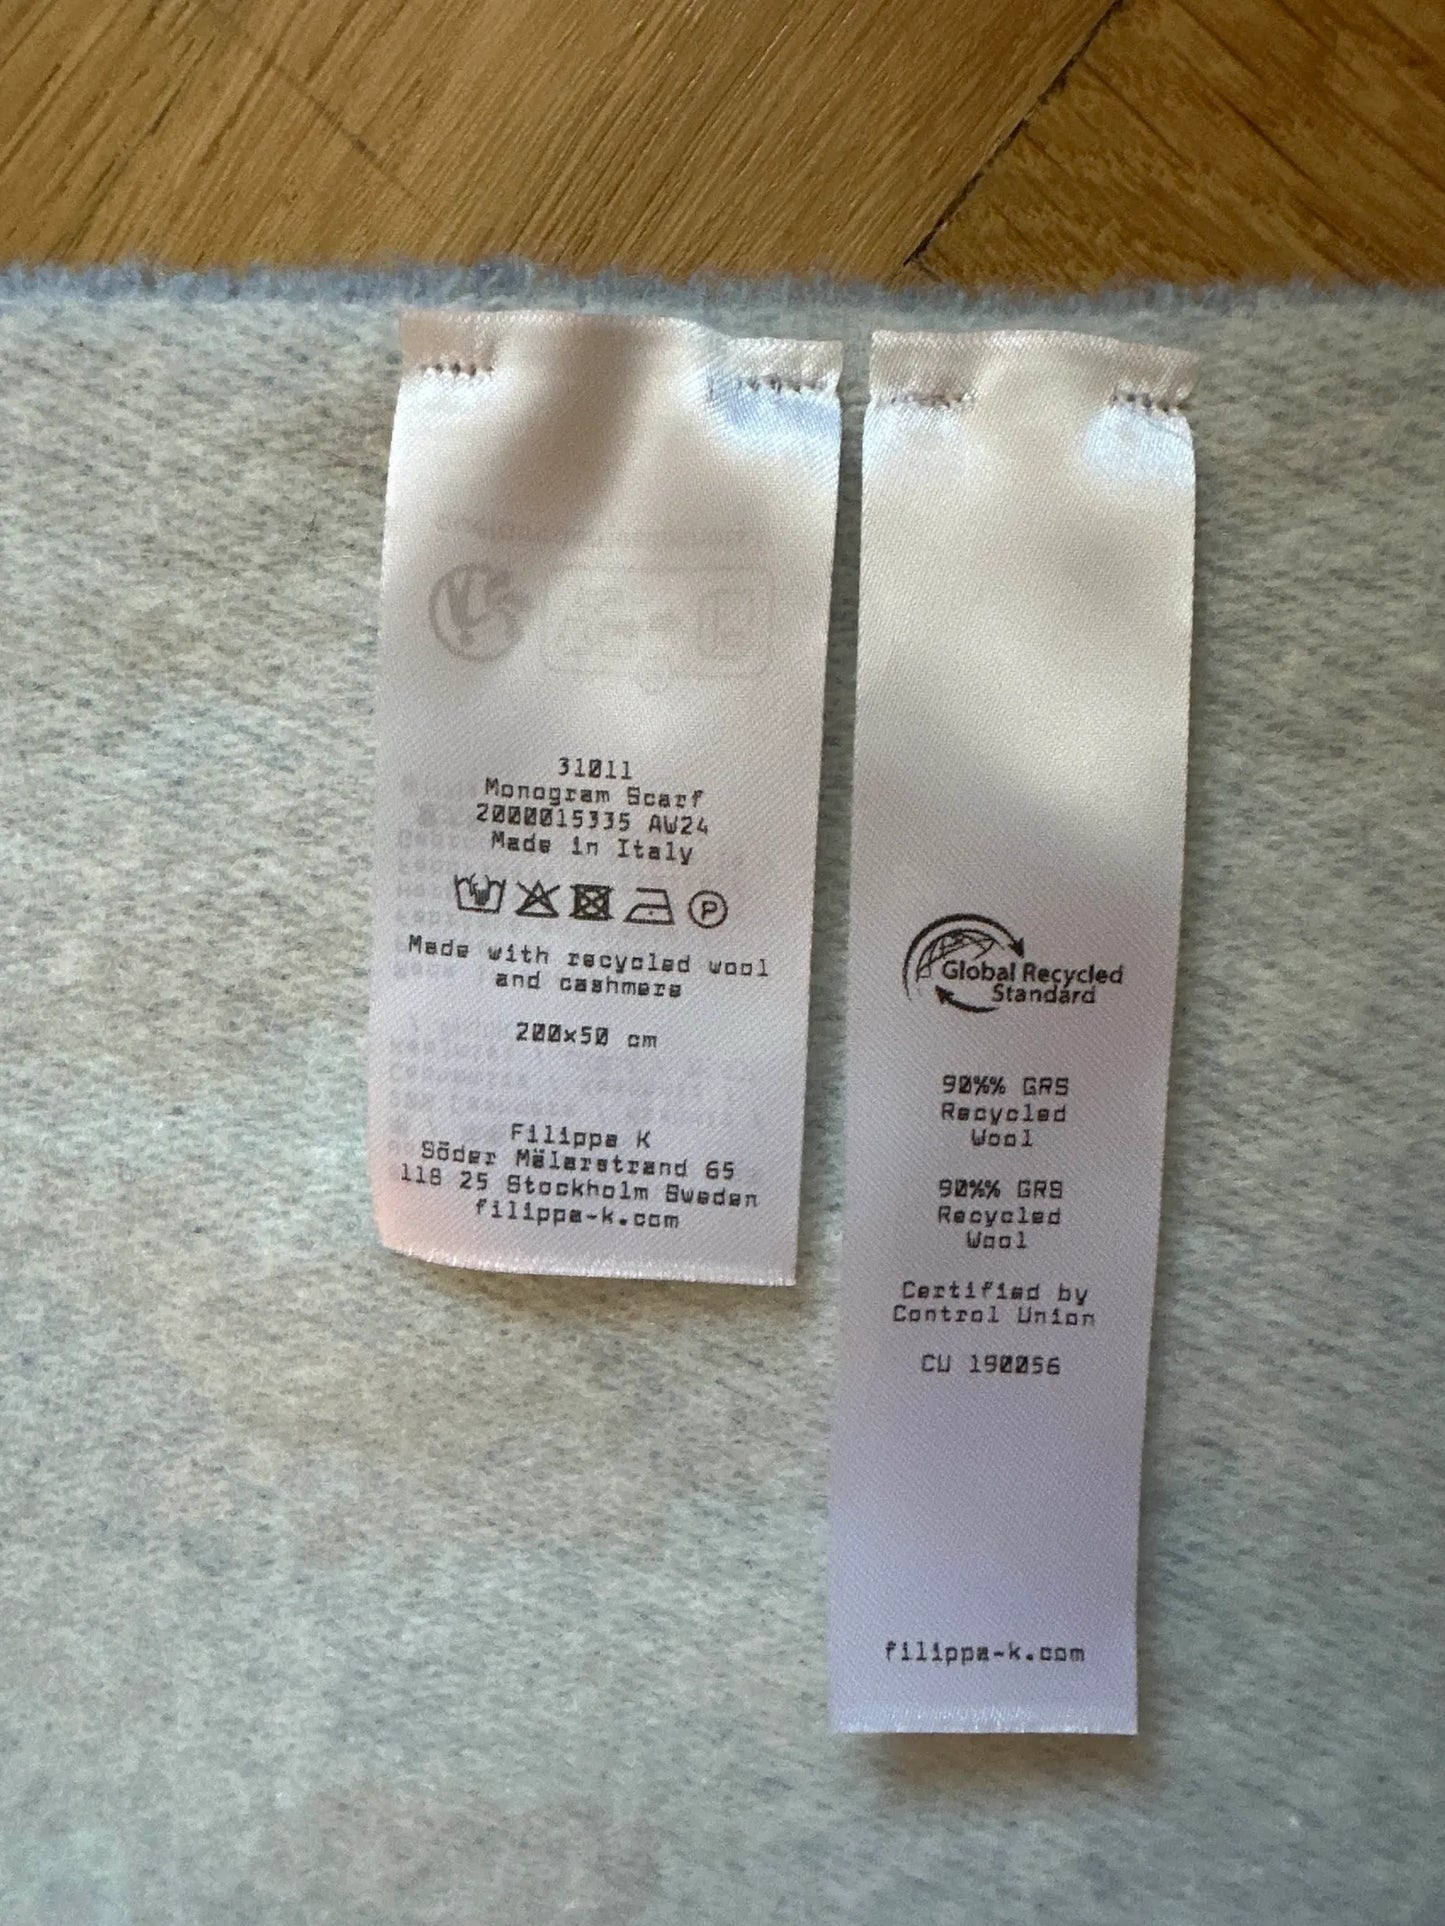 31011
Monogram Scarf
2000015335 AW24
Made in Italy
P
Made with recycled wool
and cashmere
200x50 cm
Filippa K
Söder Mälarstrand 65
118 25 Stockholm Sweden
filippa-k.com
Global Recycled
Standard
90%% GRS
Recycled
Wool
90%% GRS
Recycled
Wool
Certified by
Control Union
CU 190056
filippa-k.com